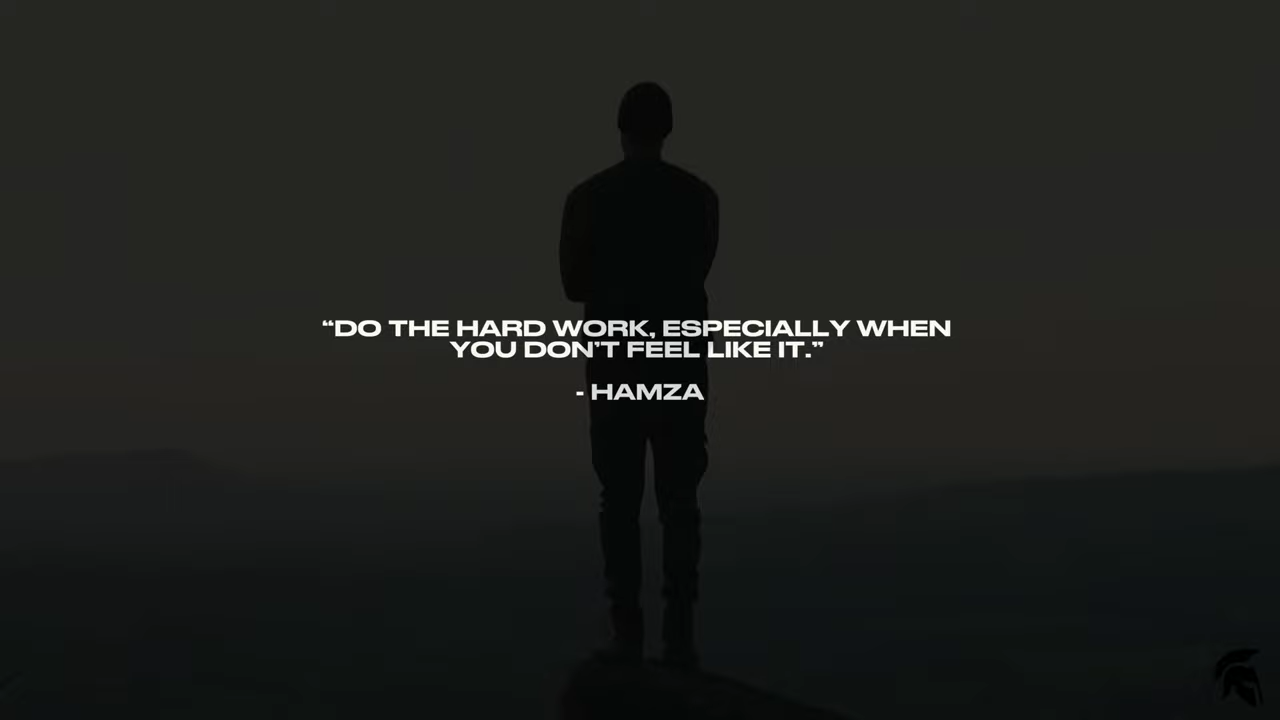 “DO THE HARD WORK, ESPECIALLY WHEN
YOU DON’T FEEL LIKE IT.”
- HAMZA